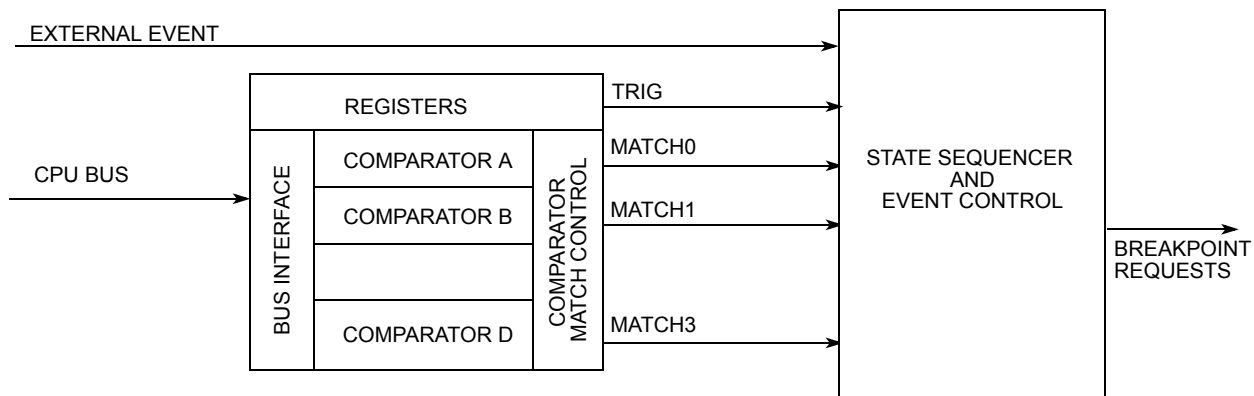 EXTERNAL EVENT
TRIG
REGISTERS
MATCH0
COMPARATOR A
CPU BUS
BUS INTERFACE
COMPARATOR
MATCH CONTROL
STATE SEQUENCER
AND
EVENT CONTROL
MATCH1
COMPARATOR B
BREAKPOINT
REQUESTS
MATCH3
COMPARATOR D